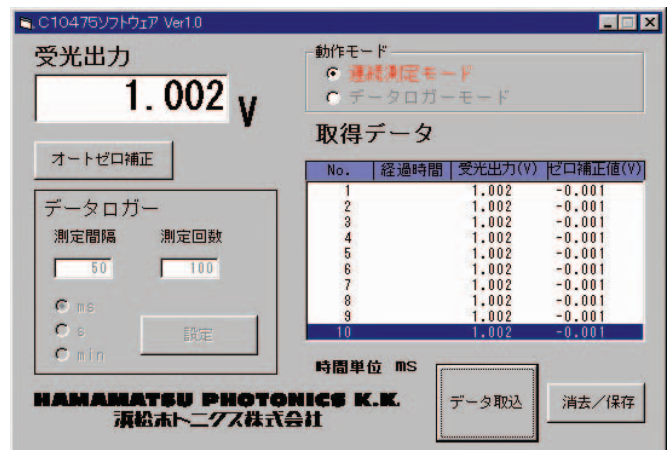 C10475ソフトウェア Ver1.0
受光出力
1.002 V
オートゼロ補正
動作モード
連続測定モード
データロガーモード
取得データ
No. 経過時間 受光出力(V) ゼロ補正値(V)
1 1.002 -0.001
2 1.002 -0.001
3 1.002 -0.001
4 1.002 -0.001
5 1.002 -0.001
6 1.002 -0.001
7 1.002 -0.001
8 1.002 -0.001
9 1.002 -0.001
10 1.002 -0.001
データロガー
測定間隔 測定回数
50 100
ms
s
min
設定
時間単位 ms
HAMAMATSU PHOTONICS K.K.
浜松ホトニクス株式会社
データ取込
消去/保存